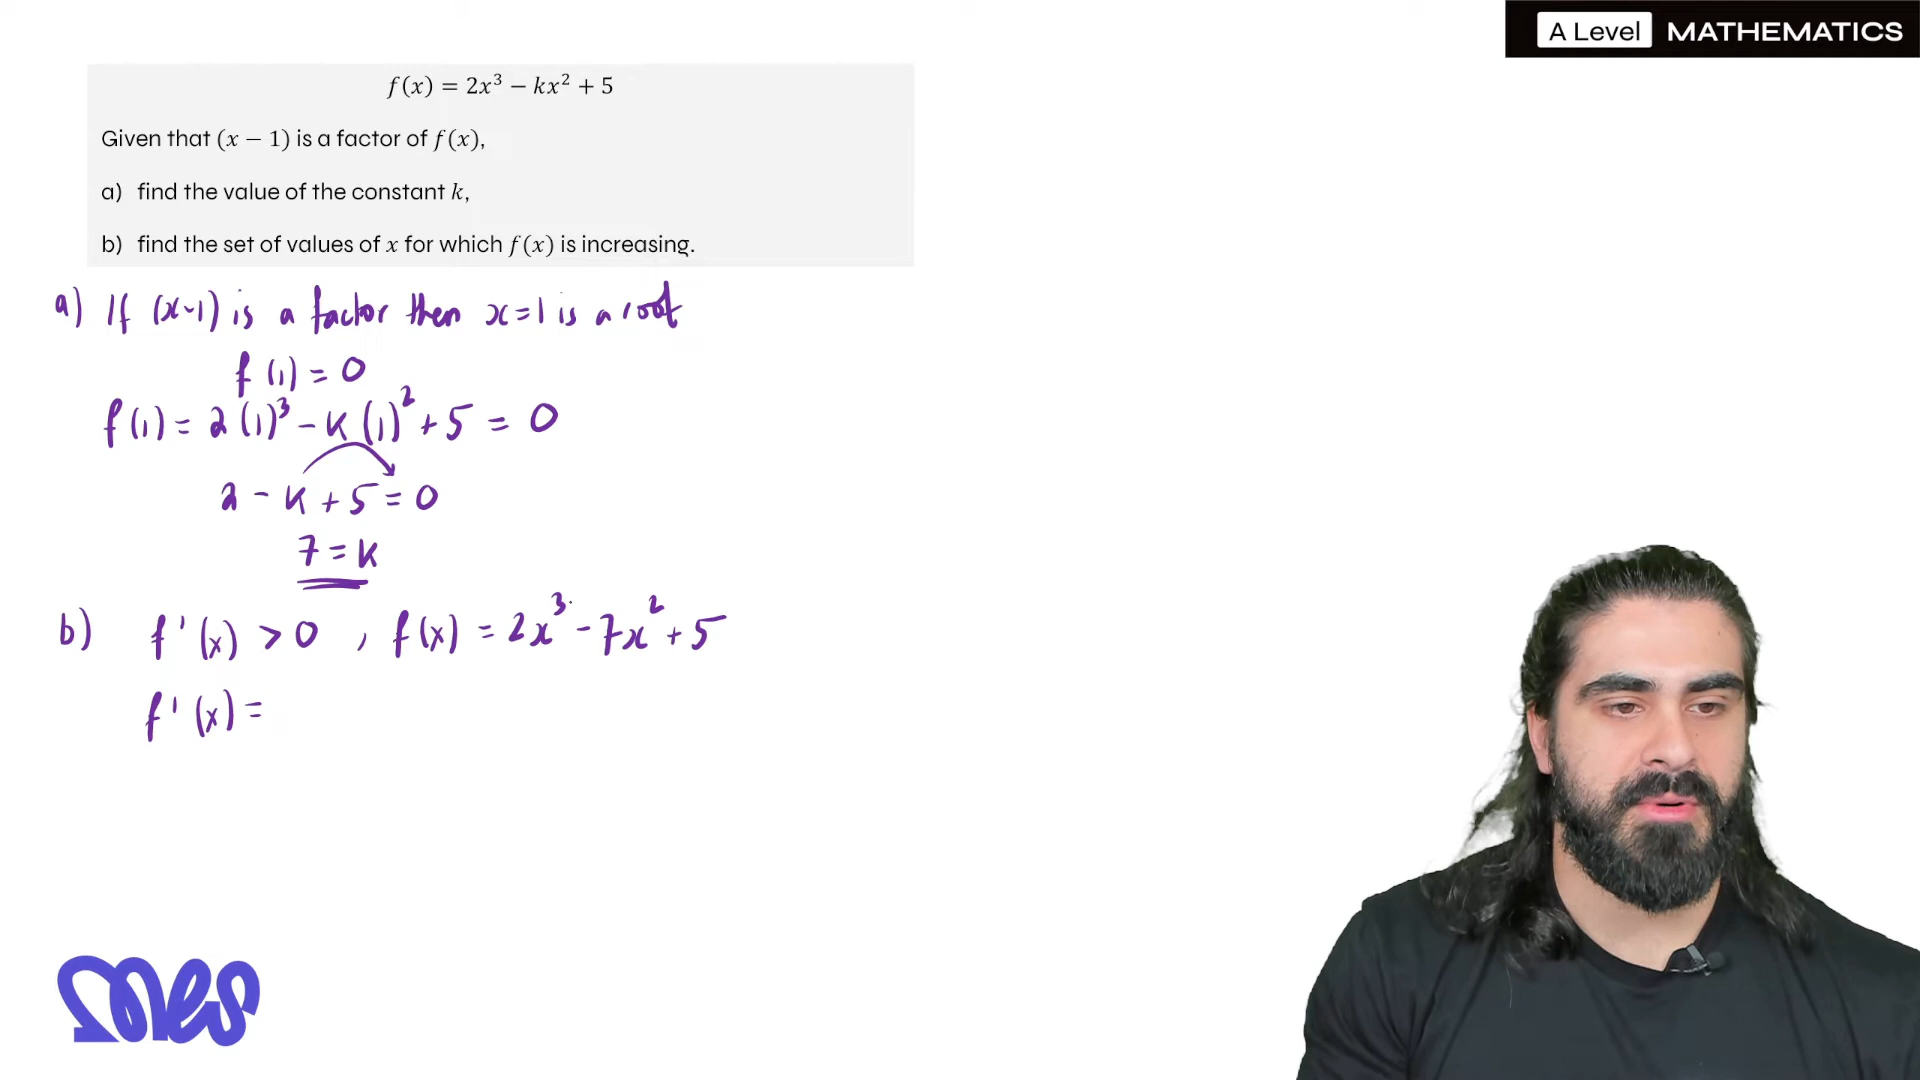 A Level MATHEMATICS
f(x) = 2x³ − kx² + 5
Given that (x − 1) is a factor of f(x),
a) find the value of the constant k,
b) find the set of values of x for which f(x) is increasing.
a) If (x-1) is a factor then x=1 is a root
f(1) = 0
f(1) = 2(1)³ - k(1)² + 5 = 0
2 - k + 5 = 0
7 = k
b) f'(x) > 0 , f(x) = 2x³ - 7x² + 5
f'(x) =
mes